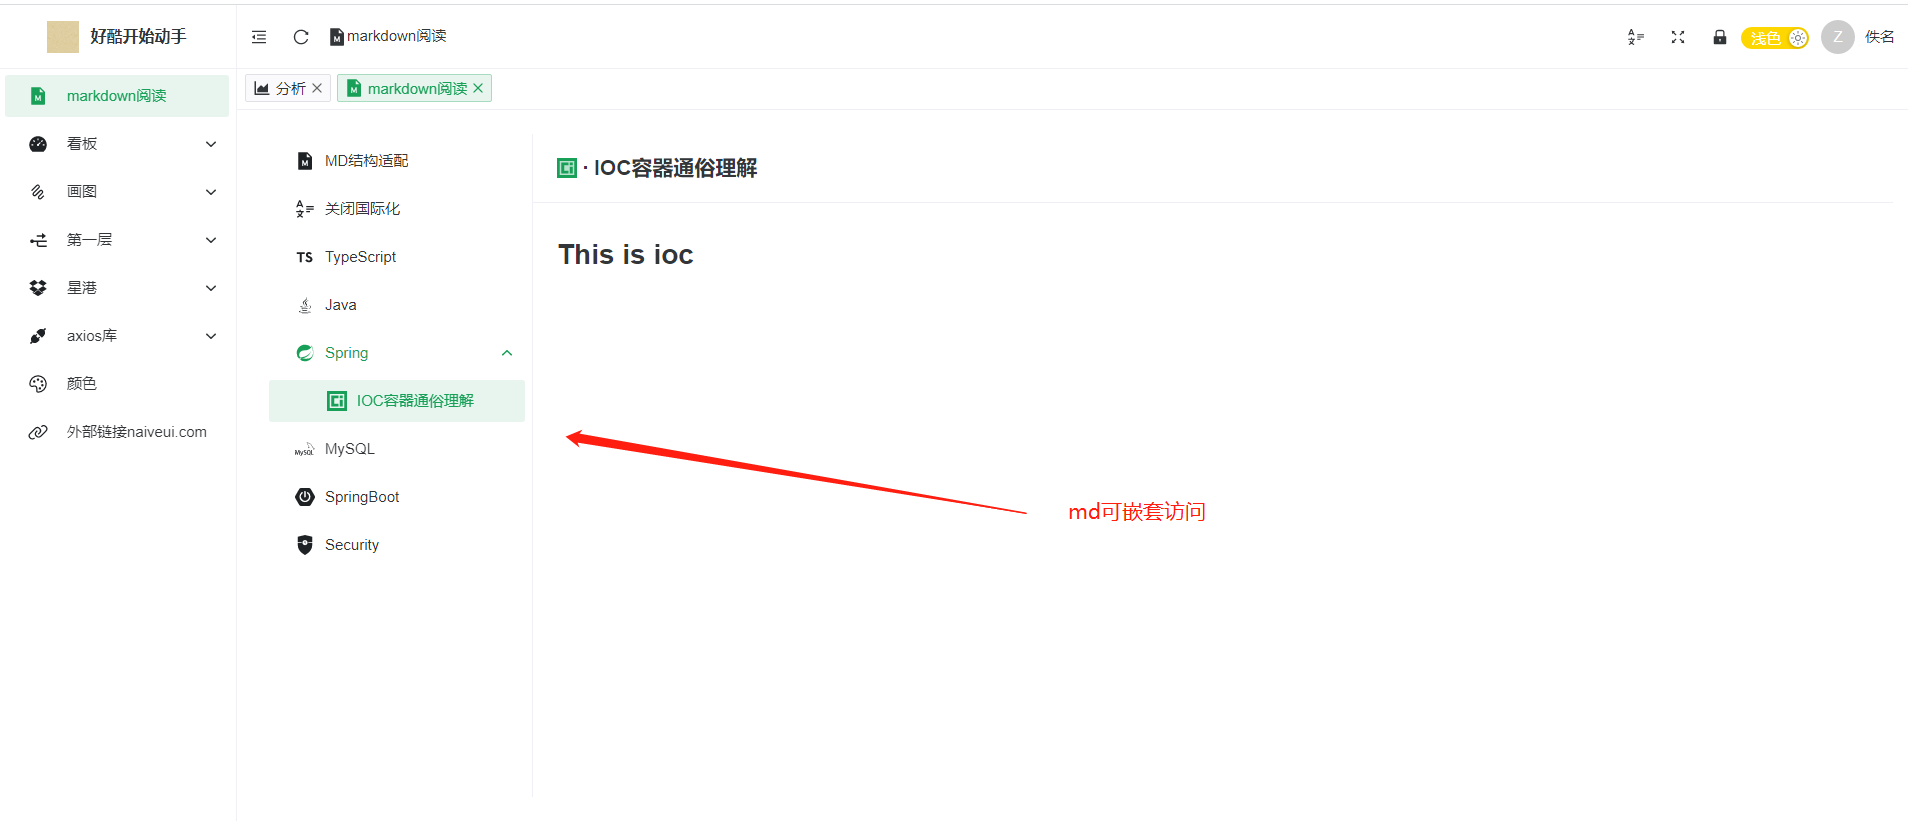 好酷开始动手
markdown阅读
浅色
Z
佚名
分析
markdown阅读
markdown阅读
看板
画图
第一层
星港
axios库
颜色
外部链接naiveui.com
MD结构适配
关闭国际化
TS TypeScript
Java
Spring
IOC容器通俗理解
MySQL MySQL
SpringBoot
Security
· IOC容器通俗理解
This is ioc
md可嵌套访问